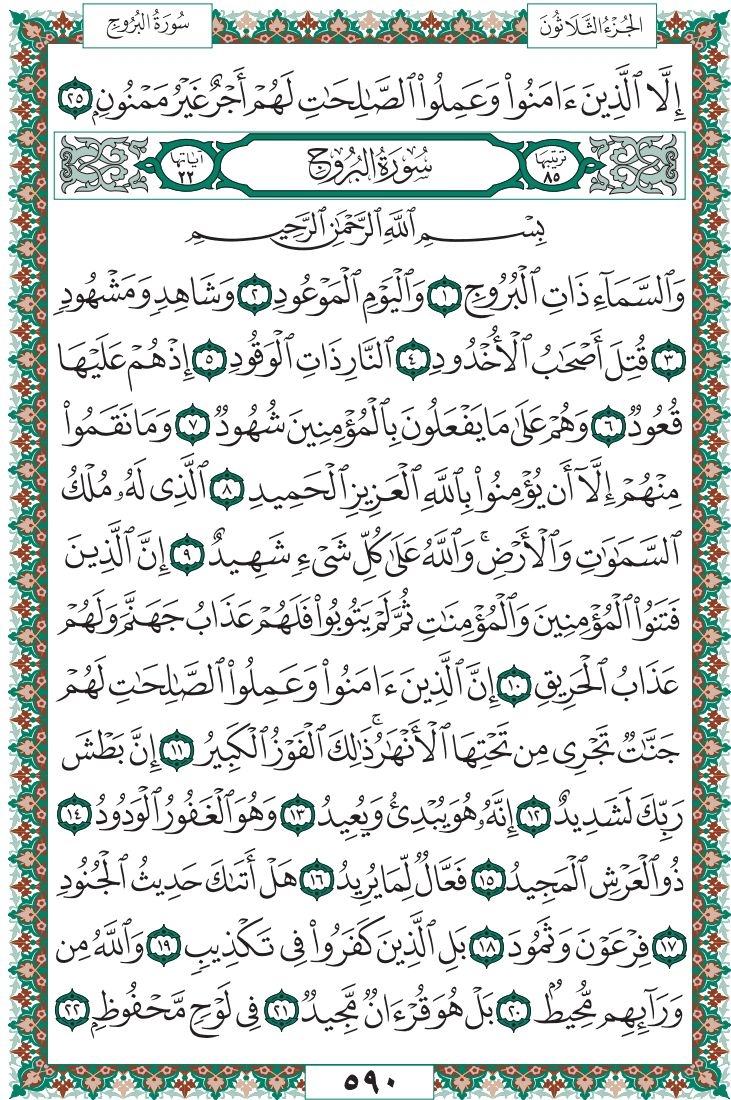 سُورَةُ البُرُوجِ
الجُزْءُ الثَّلَاثُونَ
إِلَّا ٱلَّذِينَ ءَامَنُوا۟ وَعَمِلُوا۟ ٱلصَّـٰلِحَـٰتِ لَهُمْ أَجْرٌ غَيْرُ مَمْنُونٍۭ ٢٥
ترتيبها ٨٥ سُورَةُ البُرُوجِ آياتها ٢٢
بِسْمِ ٱللَّهِ ٱلرَّحْمَـٰنِ ٱلرَّحِيمِ
وَٱلسَّمَآءِ ذَاتِ ٱلْبُرُوجِ ١ وَٱلْيَوْمِ ٱلْمَوْعُودِ ٢ وَشَاهِدٍ وَمَشْهُودٍ
٣ قُتِلَ أَصْحَـٰبُ ٱلْأُخْدُودِ ٤ ٱلنَّارِ ذَاتِ ٱلْوَقُودِ ٥ إِذْ هُمْ عَلَيْهَا
قُعُودٌ ٦ وَهُمْ عَلَىٰ مَا يَفْعَلُونَ بِٱلْمُؤْمِنِينَ شُهُودٌ ٧ وَمَا نَقَمُوا۟
مِنْهُمْ إِلَّآ أَن يُؤْمِنُوا۟ بِٱللَّهِ ٱلْعَزِيزِ ٱلْحَمِيدِ ٨ ٱلَّذِى لَهُۥ مُلْكُ
ٱلسَّمَـٰوَٰتِ وَٱلْأَرْضِ ۚ وَٱللَّهُ عَلَىٰ كُلِّ شَىْءٍ شَهِيدٌ ٩ إِنَّ ٱلَّذِينَ
فَتَنُوا۟ ٱلْمُؤْمِنِينَ وَٱلْمُؤْمِنَـٰتِ ثُمَّ لَمْ يَتُوبُوا۟ فَلَهُمْ عَذَابُ جَهَنَّمَ وَلَهُمْ
عَذَابُ ٱلْحَرِيقِ ١٠ إِنَّ ٱلَّذِينَ ءَامَنُوا۟ وَعَمِلُوا۟ ٱلصَّـٰلِحَـٰتِ لَهُمْ
جَنَّـٰتٌ تَجْرِى مِن تَحْتِهَا ٱلْأَنْهَـٰرُ ۚ ذَٰلِكَ ٱلْفَوْزُ ٱلْكَبِيرُ ١١ إِنَّ بَطْشَ
رَبِّكَ لَشَدِيدٌ ١٢ إِنَّهُۥ هُوَ يُبْدِئُ وَيُعِيدُ ١٣ وَهُوَ ٱلْغَفُورُ ٱلْوَدُودُ ١٤
ذُو ٱلْعَرْشِ ٱلْمَجِيدُ ١٥ فَعَّالٌ لِّمَا يُرِيدُ ١٦ هَلْ أَتَىٰكَ حَدِيثُ ٱلْجُنُودِ
١٧ فِرْعَوْنَ وَثَمُودَ ١٨ بَلِ ٱلَّذِينَ كَفَرُوا۟ فِى تَكْذِيبٍ ١٩ وَٱللَّهُ مِن
وَرَآئِهِم مُّحِيطٌۢ ٢٠ بَلْ هُوَ قُرْءَانٌ مَّجِيدٌ ٢١ فِى لَوْحٍ مَّحْفُوظٍۭ ٢٢
٥٩٠